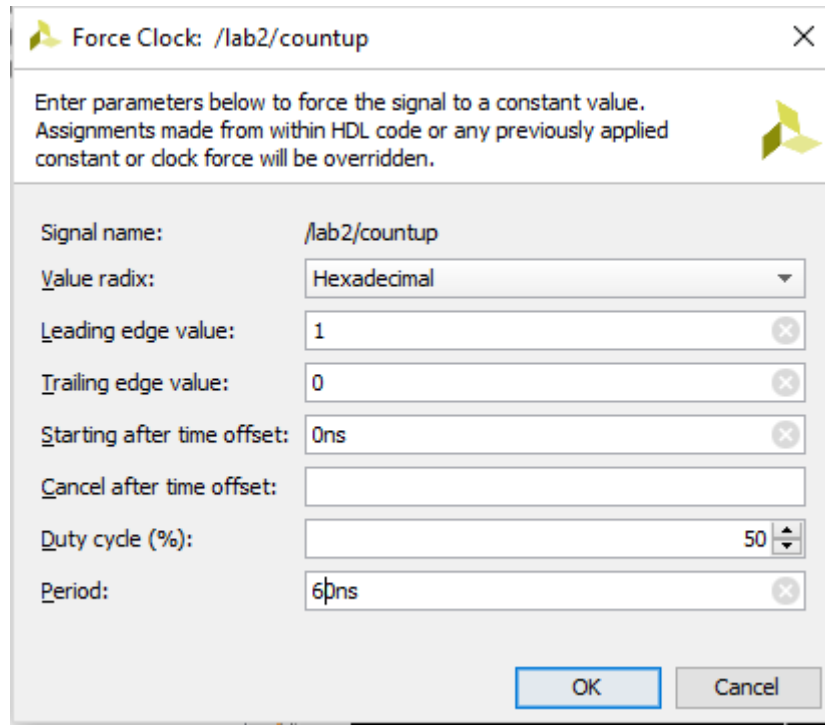 Force Clock: /lab2/countup
Enter parameters below to force the signal to a constant value.
Assignments made from within HDL code or any previously applied
constant or clock force will be overridden.
Signal name: /lab2/countup
Value radix: Hexadecimal
Leading edge value: 1
Trailing edge value: 0
Starting after time offset: 0ns
Cancel after time offset:
Duty cycle (%): 50
Period: 60ns
OK Cancel